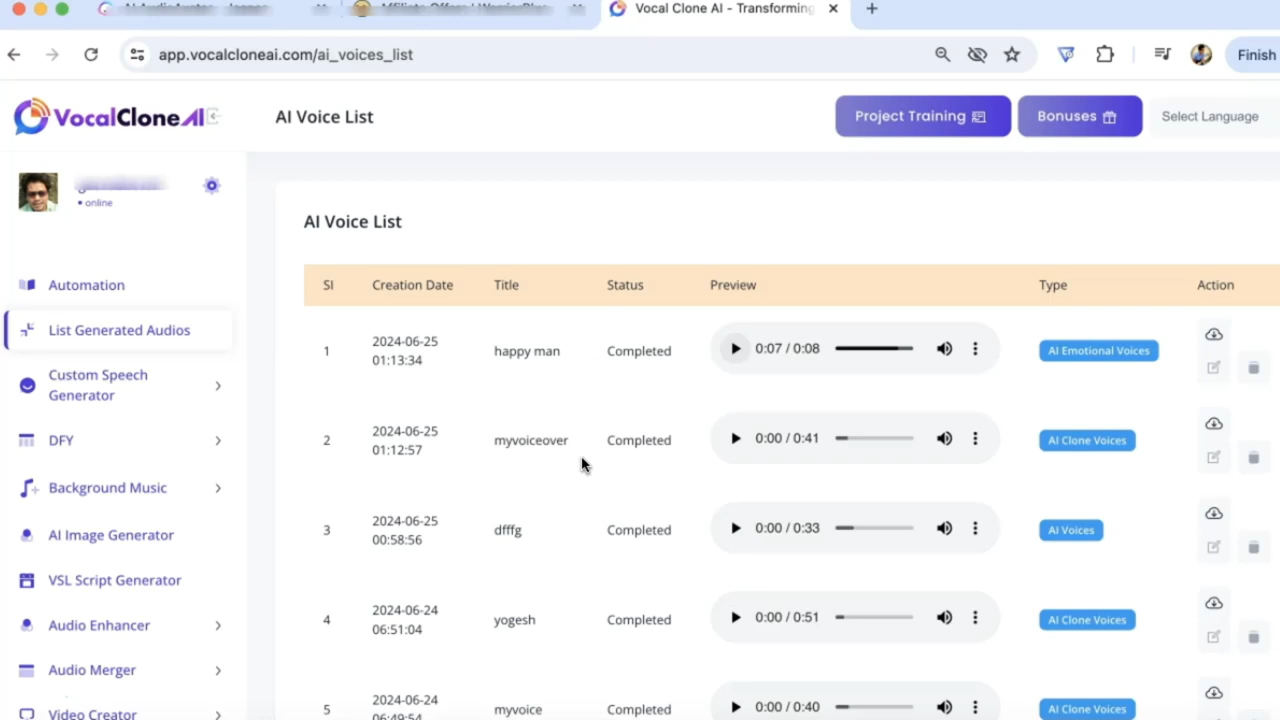 Vocal Clone AI - Transforming
app.vocalcloneai.com/ai_voices_list
Finish
VocalCloneAI
AI Voice List
Project Training
Bonuses
Select Language
• online
Automation
List Generated Audios
Custom Speech
Generator
DFY
Background Music
AI Image Generator
VSL Script Generator
Audio Enhancer
Audio Merger
Video Creator
AI Voice List
Sl Creation Date Title Status Preview Type Action
1 2024-06-25
01:13:34 happy man Completed 0:07 / 0:08 AI Emotional Voices
2 2024-06-25
01:12:57 myvoiceover Completed 0:00 / 0:41 AI Clone Voices
3 2024-06-25
00:58:56 dfffg Completed 0:00 / 0:33 AI Voices
4 2024-06-24
06:51:04 yogesh Completed 0:00 / 0:51 AI Clone Voices
5 2024-06-24
06:49:54 myvoice Completed 0:00 / 0:40 AI Clone Voices